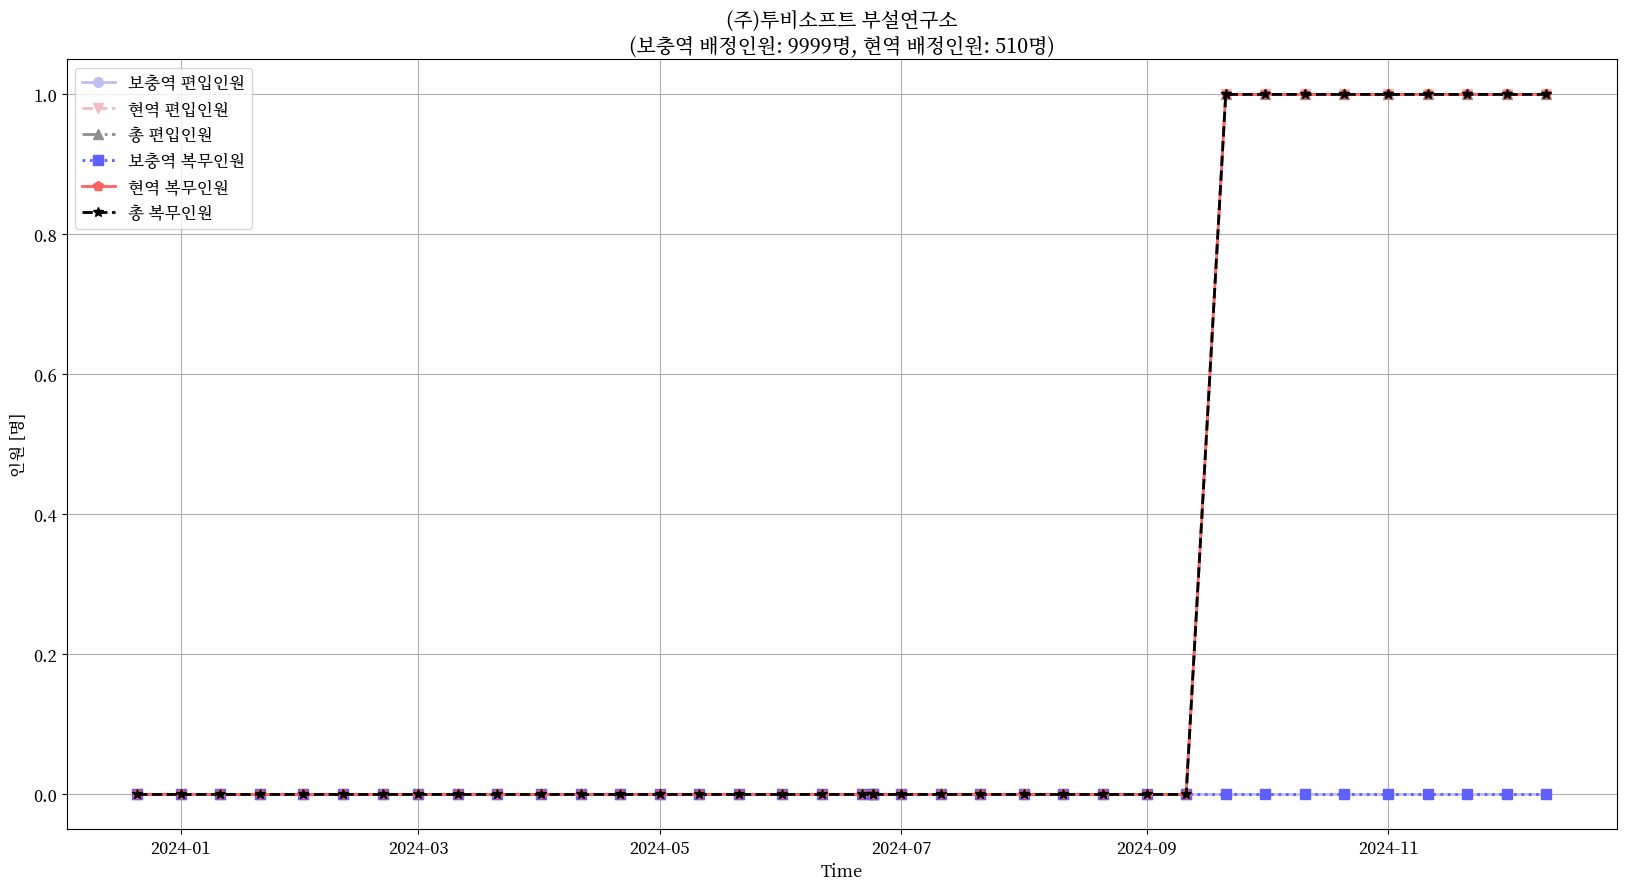 (주)투비소프트 부설연구소
(보충역 배정인원: 9999명, 현역 배정인원: 510명)
보충역 편입인원
현역 편입인원
총 편입인원
보충역 복무인원
현역 복무인원
총 복무인원
1.0
0.8
0.6
0.4
0.2
0.0
인원 [명]
2024-01
2024-03
2024-05
2024-07
2024-09
2024-11
Time